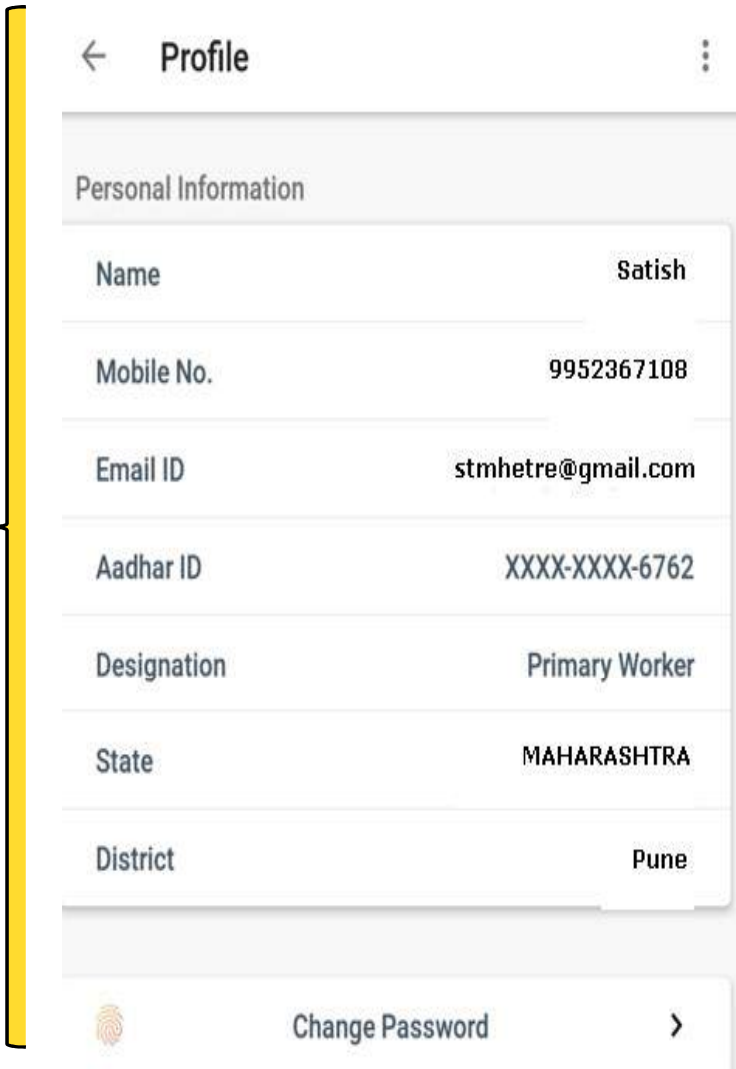 Profile
Personal Information
Name Satish
Mobile No. 9952367108
Email ID stmhetre@gmail.com
Aadhar ID XXXX-XXXX-6762
Designation Primary Worker
State MAHARASHTRA
District Pune
Change Password